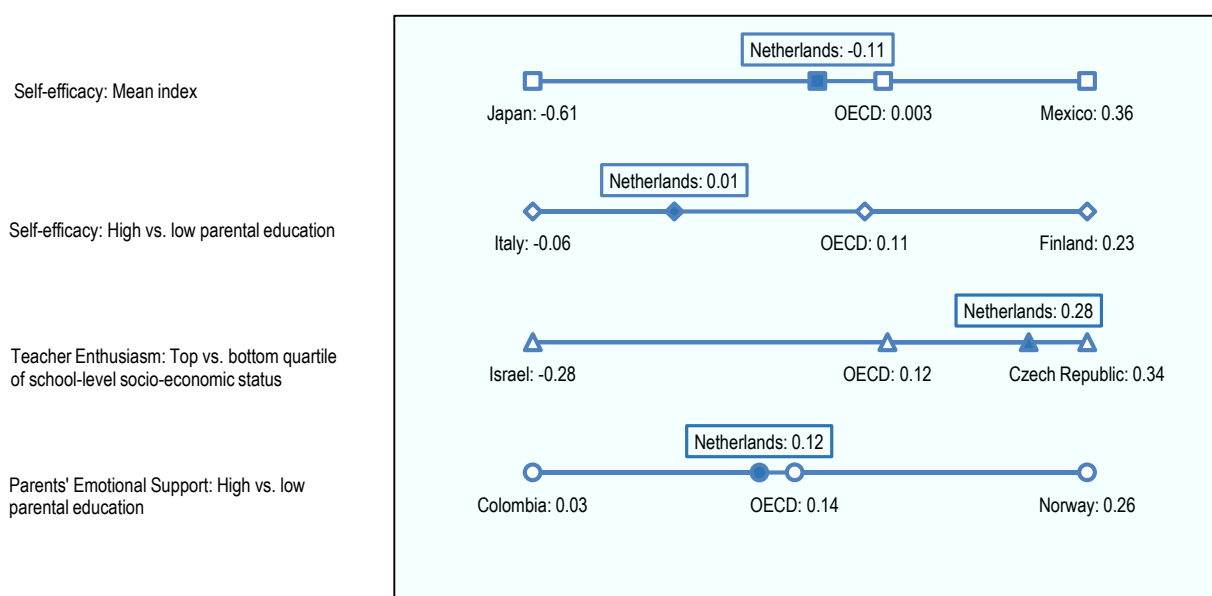 Netherlands: -0.11
Self-efficacy: Mean index
Japan: -0.61
OECD: 0.003
Mexico: 0.36
Netherlands: 0.01
Self-efficacy: High vs. low parental education
Italy: -0.06
OECD: 0.11
Finland: 0.23
Netherlands: 0.28
Teacher Enthusiasm: Top vs. bottom quartile
of school-level socio-economic status
Israel: -0.28
OECD: 0.12
Czech Republic: 0.34
Netherlands: 0.12
Parents' Emotional Support: High vs. low
parental education
Colombia: 0.03
OECD: 0.14
Norway: 0.26